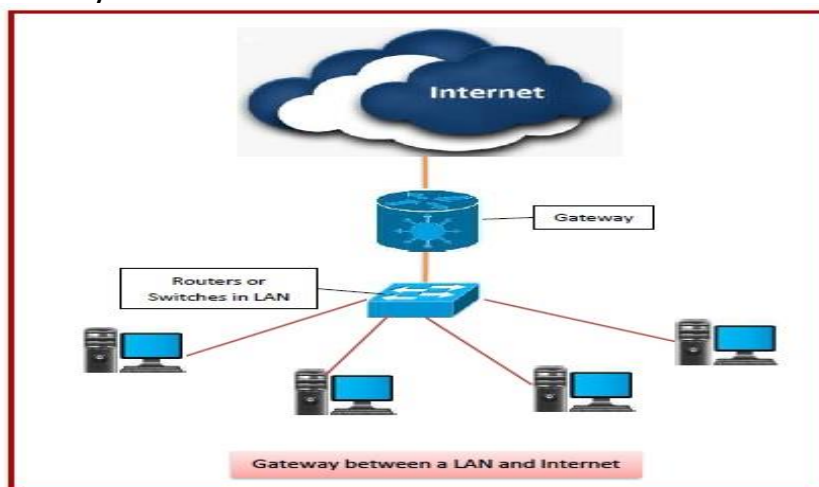 Internet
Gateway
Routers or
Switches in LAN
Gateway between a LAN and Internet